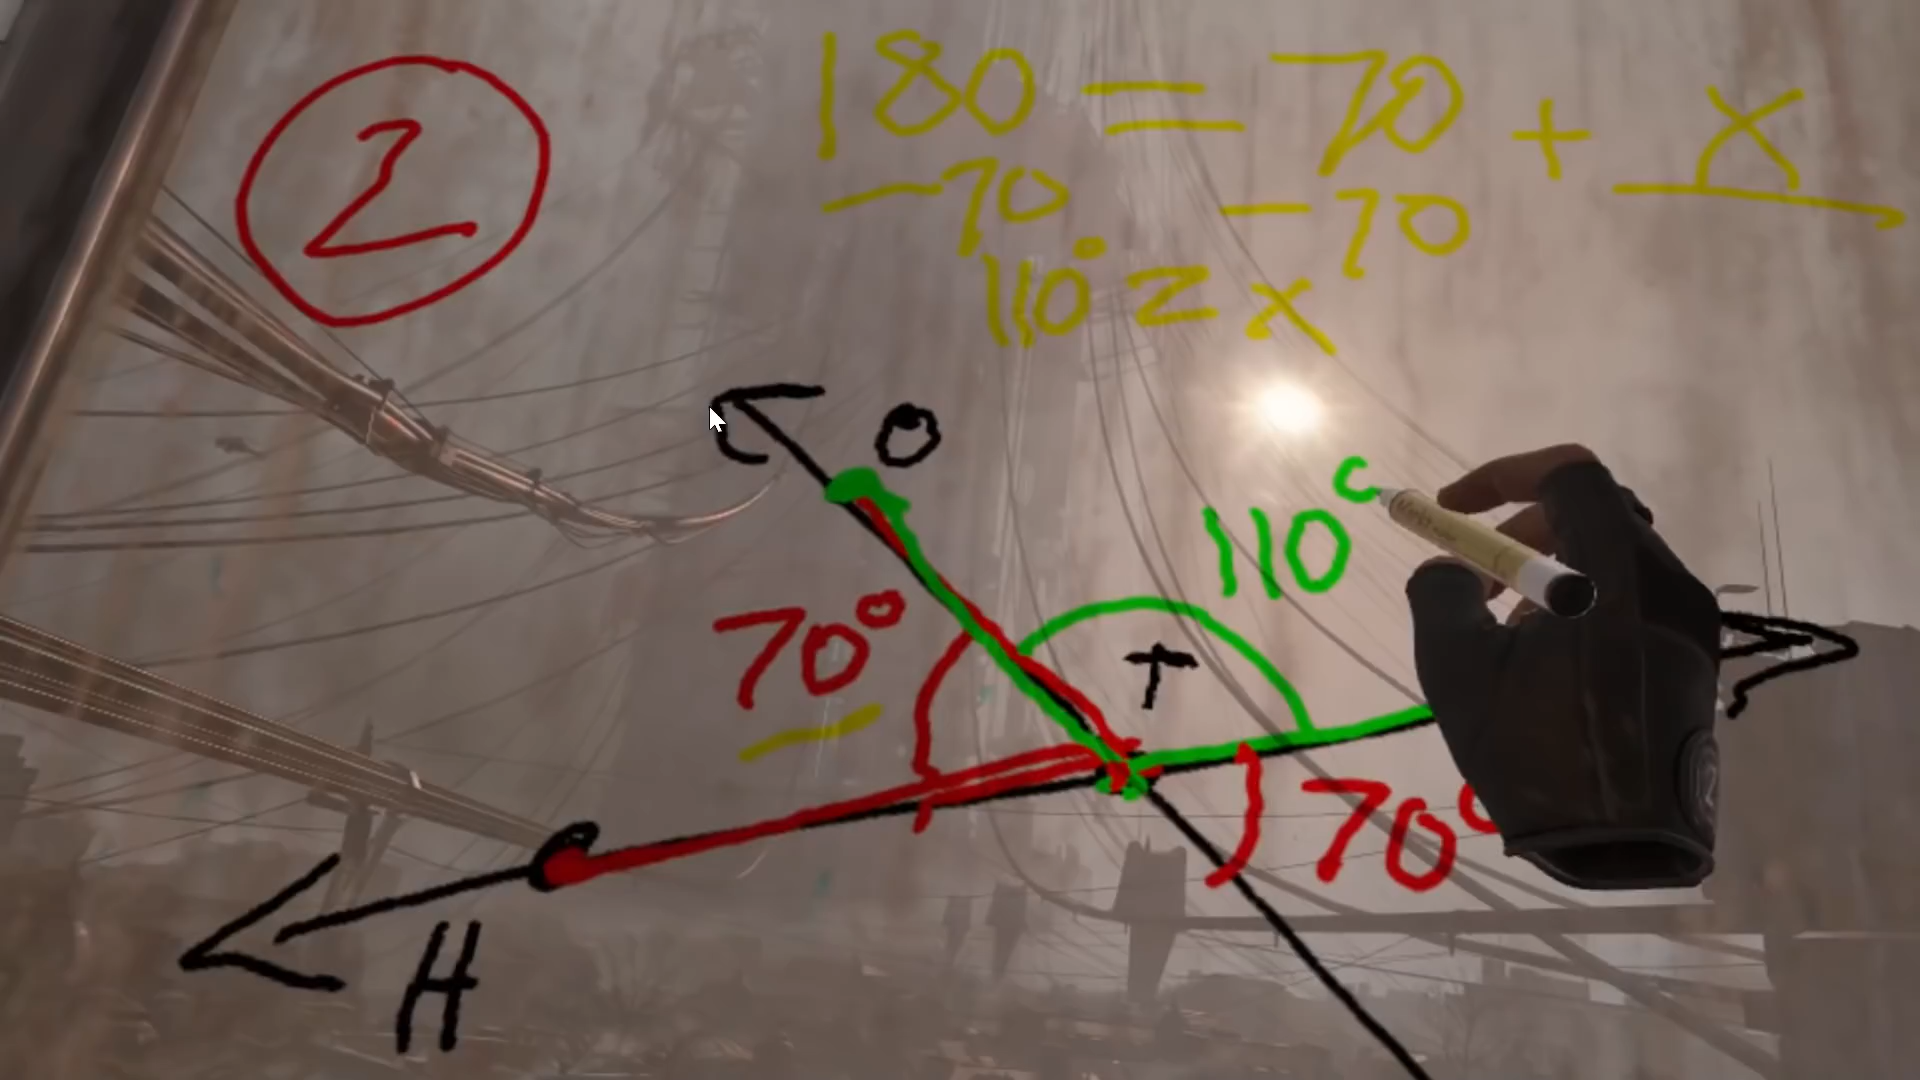 2
180 = 70 + x
-70 -70
110° = x
O
110°
70°
T
70°
H